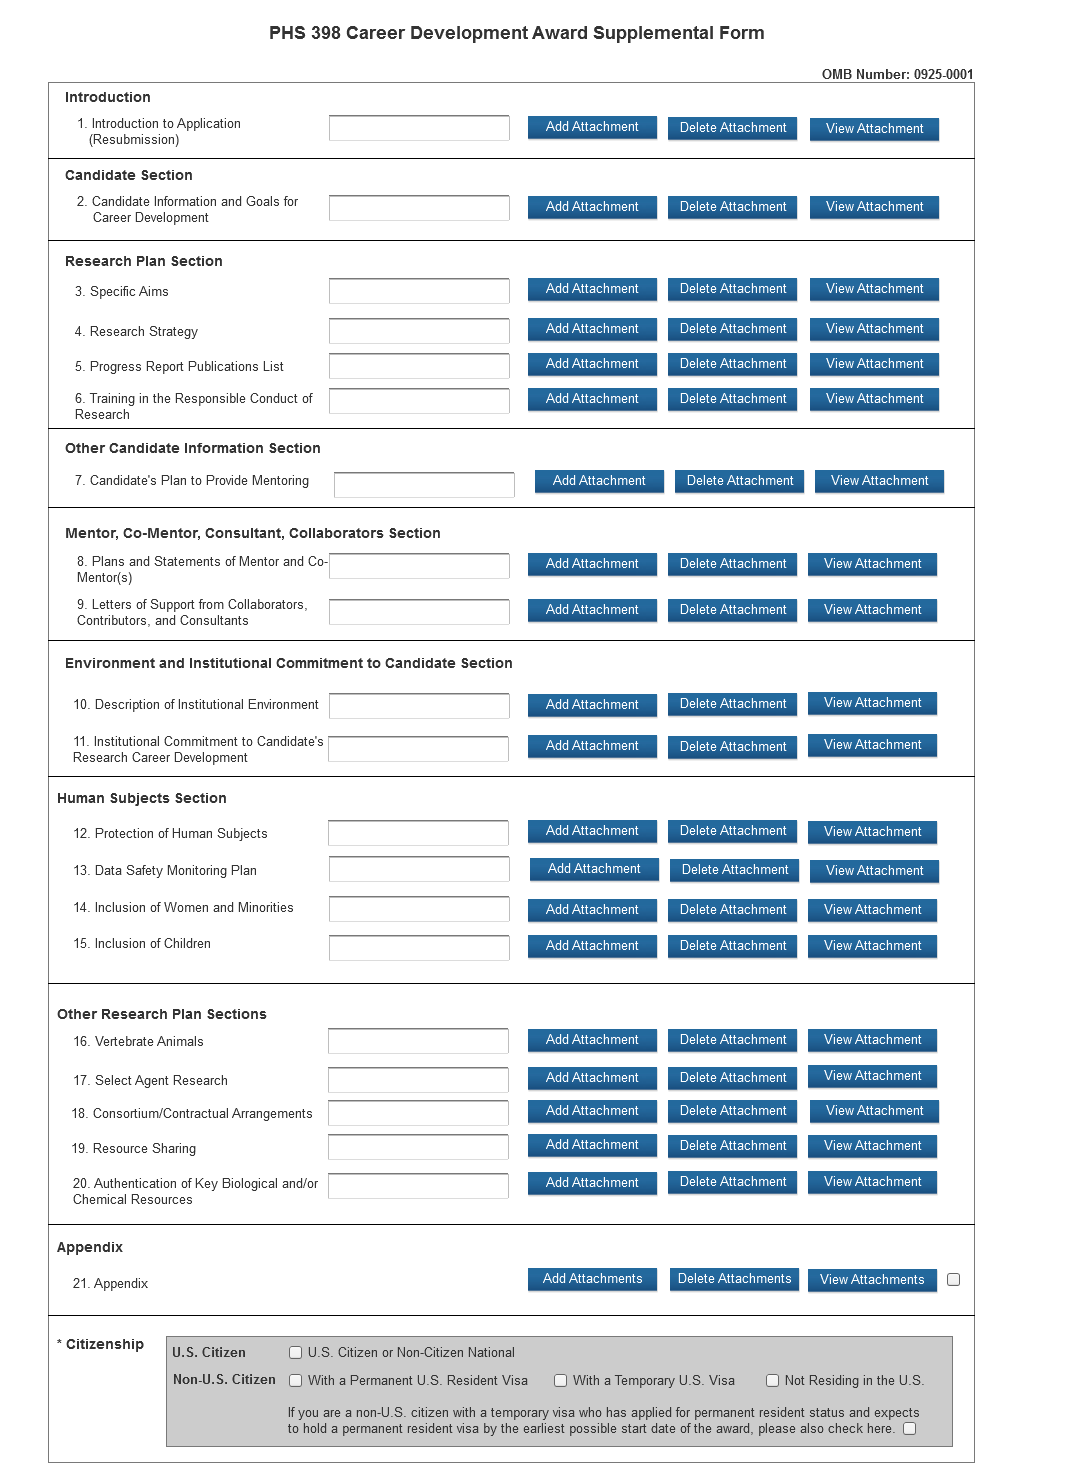 PHS 398 Career Development Award Supplemental Form
OMB Number: 0925-0001
Introduction
1. Introduction to Application
(Resubmission)
Add Attachment Delete Attachment View Attachment
Candidate Section
2. Candidate Information and Goals for
Career Development
Add Attachment Delete Attachment View Attachment
Research Plan Section
3. Specific Aims Add Attachment Delete Attachment View Attachment
4. Research Strategy Add Attachment Delete Attachment View Attachment
5. Progress Report Publications List Add Attachment Delete Attachment View Attachment
6. Training in the Responsible Conduct of
Research
Add Attachment Delete Attachment View Attachment
Other Candidate Information Section
7. Candidate's Plan to Provide Mentoring Add Attachment Delete Attachment View Attachment
Mentor, Co-Mentor, Consultant, Collaborators Section
8. Plans and Statements of Mentor and Co-
Mentor(s)
Add Attachment Delete Attachment View Attachment
9. Letters of Support from Collaborators,
Contributors, and Consultants
Add Attachment Delete Attachment View Attachment
Environment and Institutional Commitment to Candidate Section
10. Description of Institutional Environment Add Attachment Delete Attachment View Attachment
11. Institutional Commitment to Candidate's
Research Career Development
Add Attachment Delete Attachment View Attachment
Human Subjects Section
12. Protection of Human Subjects Add Attachment Delete Attachment View Attachment
13. Data Safety Monitoring Plan Add Attachment Delete Attachment View Attachment
14. Inclusion of Women and Minorities Add Attachment Delete Attachment View Attachment
15. Inclusion of Children Add Attachment Delete Attachment View Attachment
Other Research Plan Sections
16. Vertebrate Animals Add Attachment Delete Attachment View Attachment
17. Select Agent Research Add Attachment Delete Attachment View Attachment
18. Consortium/Contractual Arrangements Add Attachment Delete Attachment View Attachment
19. Resource Sharing Add Attachment Delete Attachment View Attachment
20. Authentication of Key Biological and/or
Chemical Resources
Add Attachment Delete Attachment View Attachment
Appendix
21. Appendix Add Attachments Delete Attachments View Attachments
* Citizenship
U.S. Citizen U.S. Citizen or Non-Citizen National
Non-U.S. Citizen With a Permanent U.S. Resident Visa With a Temporary U.S. Visa Not Residing in the U.S.
If you are a non-U.S. citizen with a temporary visa who has applied for permanent resident status and expects
to hold a permanent resident visa by the earliest possible start date of the award, please also check here.